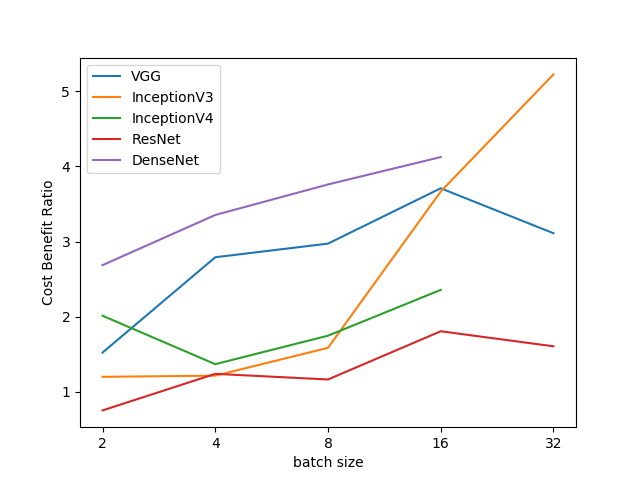 VGG
InceptionV3
InceptionV4
ResNet
DenseNet
Cost Benefit Ratio
5
4
3
2
1
2 4 8 16 32
batch size